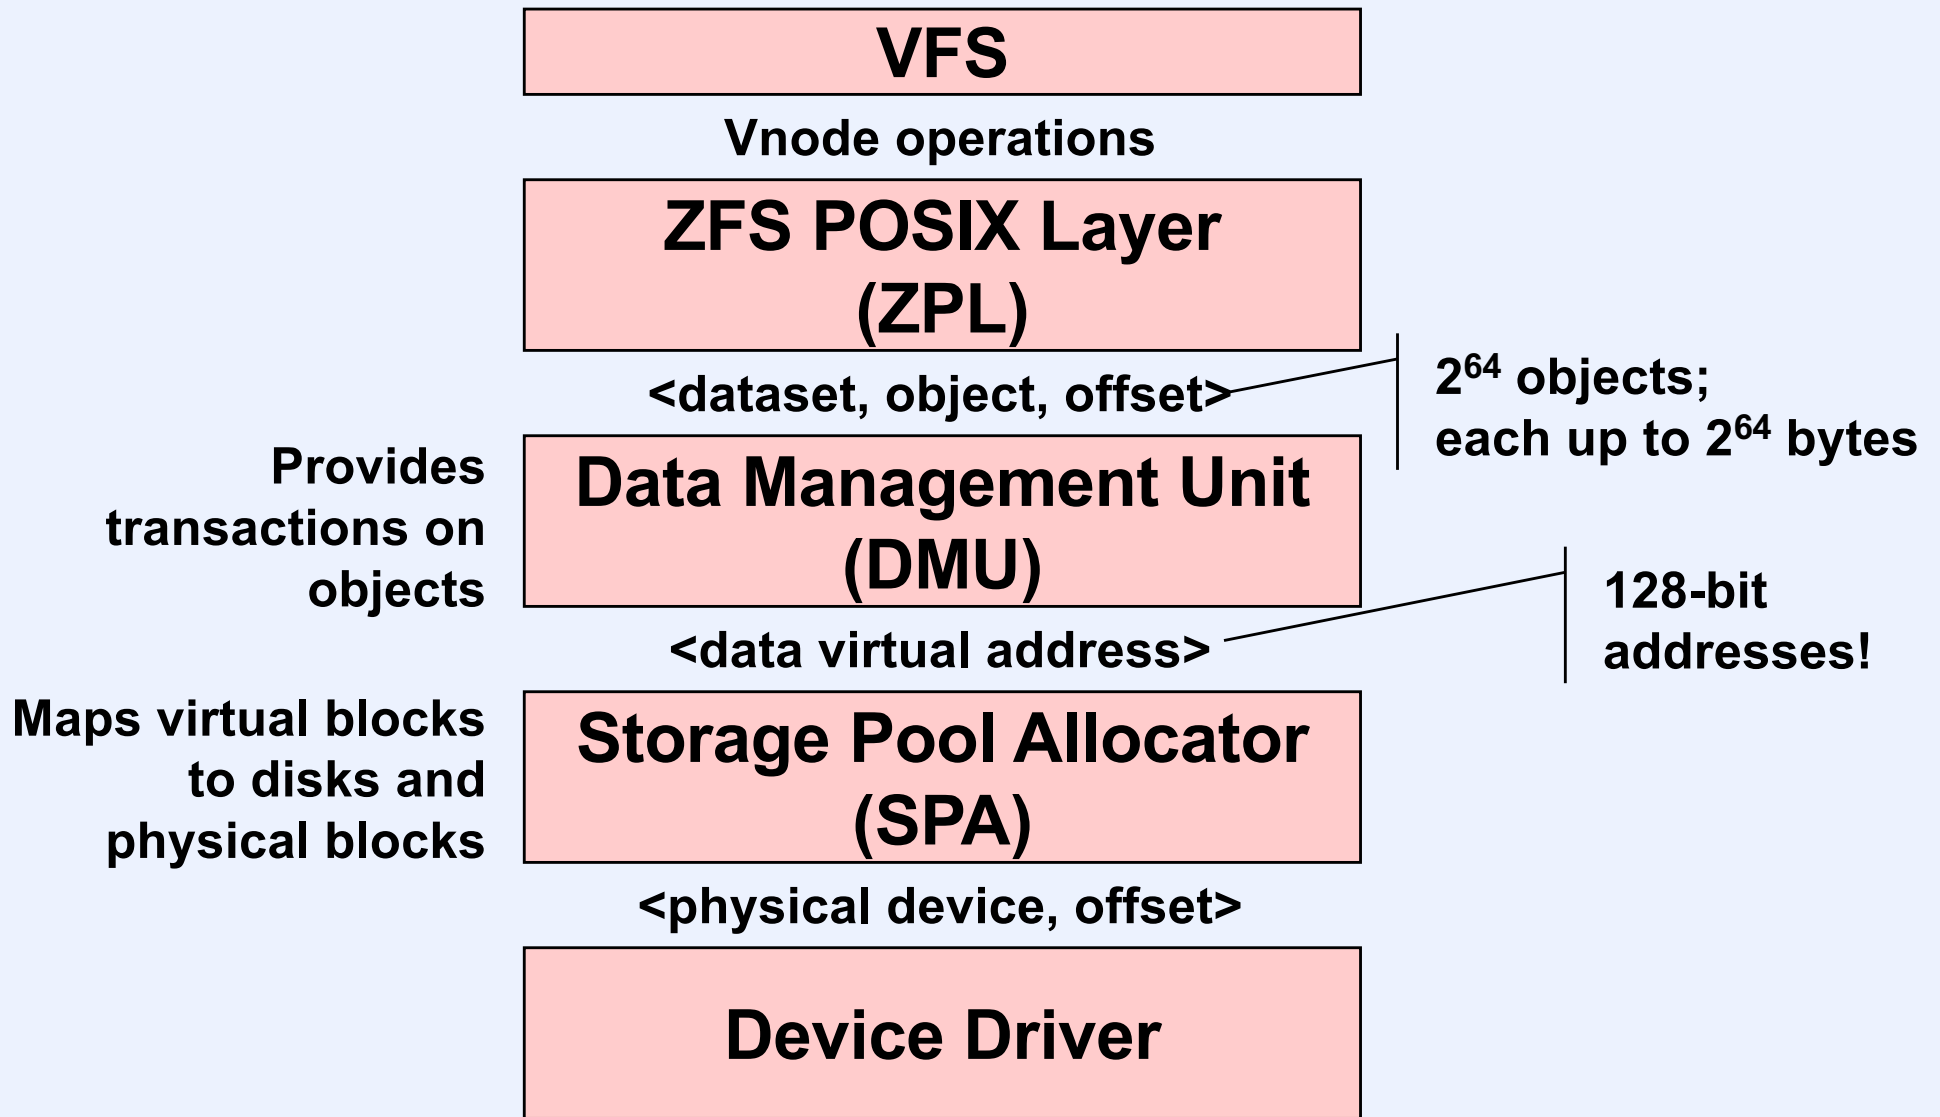 VFS
Vnode operations
ZFS POSIX Layer
(ZPL)
<dataset, object, offset>
2⁶⁴ objects;
each up to 2⁶⁴ bytes
Provides
transactions on
objects
Data Management Unit
(DMU)
128-bit
addresses!
<data virtual address>
Maps virtual blocks
to disks and
physical blocks
Storage Pool Allocator
(SPA)
<physical device, offset>
Device Driver